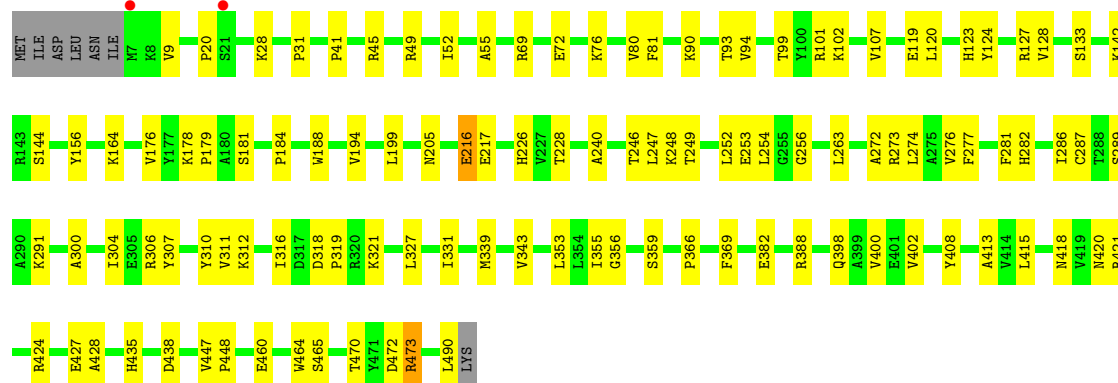 MET ILE ASP LEU ASN ILE M7 K8 V9 P20 S21 K28 P31 P41 R45 R49 I52 A55 R69 E72 K76 V80 F81 K90 T93 V94 T99 Y100 R101 K102 V107 E119 L120 H123 Y124 R127 V128 S133 K142
R143 S144 Y156 K164 V176 Y177 K178 P179 A180 S181 P184 W188 V194 L199 N205 E216 E217 H226 V227 T228 A240 T246 L247 K248 T249 L252 E253 L254 G255 G256 L263 A272 R273 L274 A275 V276 F277 F281 H282 I286 C287 T288 S289
A290 K291 A300 I304 E305 R306 Y307 Y310 V311 K312 I316 D317 D318 P319 R320 K321 L327 I331 M339 V343 L353 L354 I355 G356 S359 P366 F369 E382 R388 Q398 A399 V400 E401 V402 Y408 A413 V414 L415 N418 V419 N420 R421
R424 E427 A428 H435 D438 V447 P448 E460 W464 S465 T470 Y471 D472 R473 L490 LYS